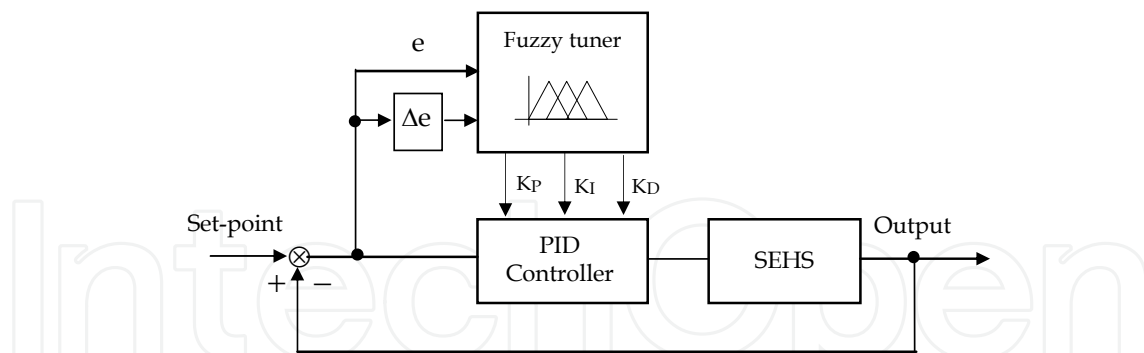 Fuzzy tuner
e
Δe
KP KI KD
Set-point
PID
Controller
SEHS
Output
+ −
IntechOpen